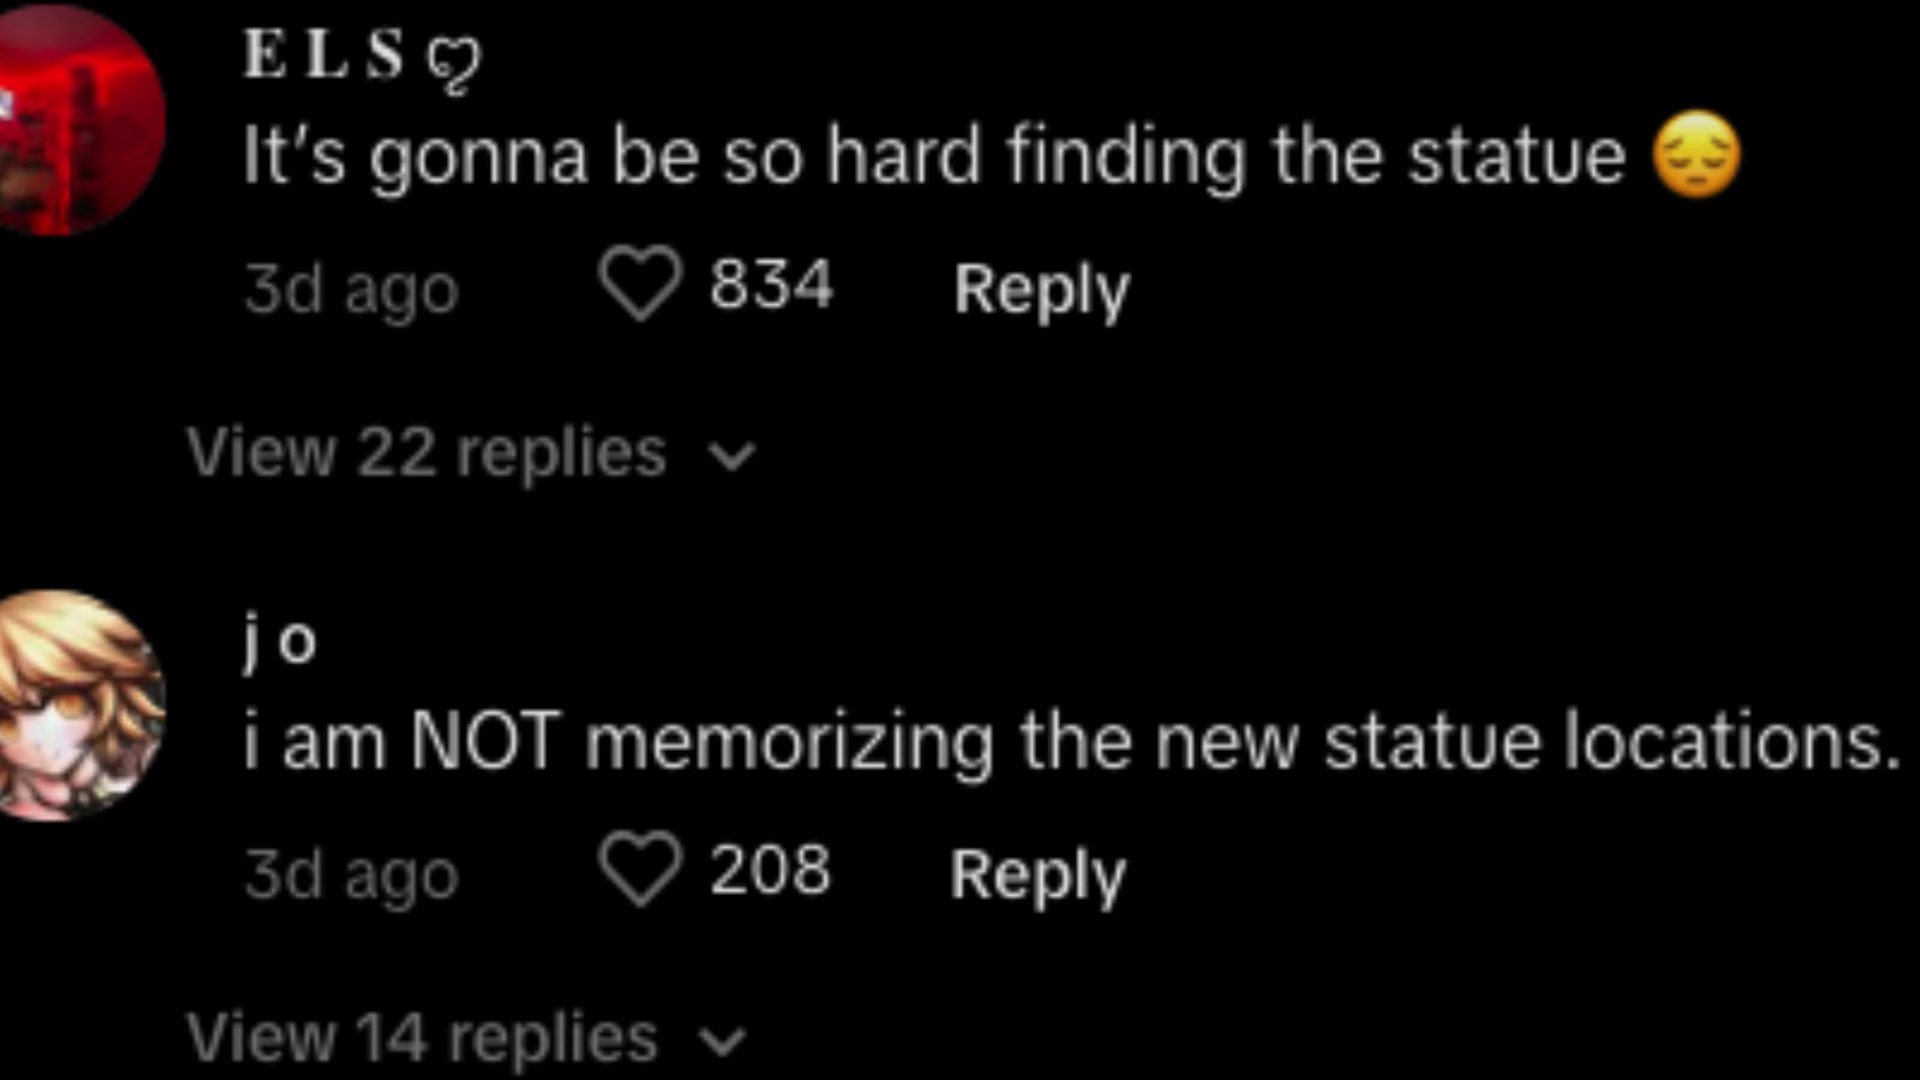 E L S ღ
It's gonna be so hard finding the statue 😔
3d ago 834 Reply
View 22 replies
j o
i am NOT memorizing the new statue locations.
3d ago 208 Reply
View 14 replies